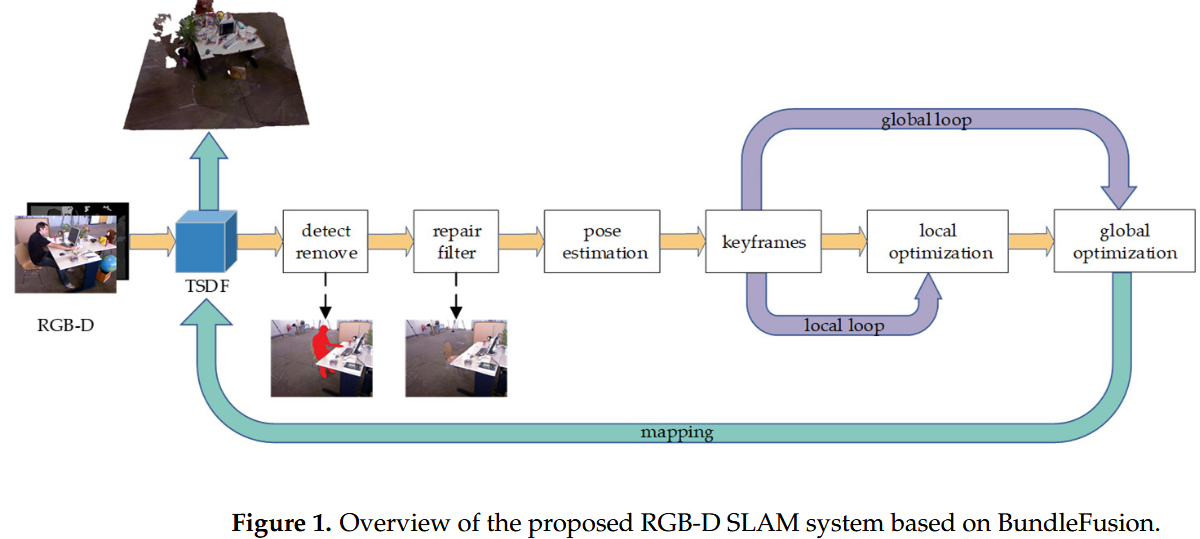 global loop
detect
remove
repair
filter
pose
estimation
keyframes
local
optimization
global
optimization
TSDF
RGB-D
local loop
mapping
Figure 1. Overview of the proposed RGB-D SLAM system based on BundleFusion.